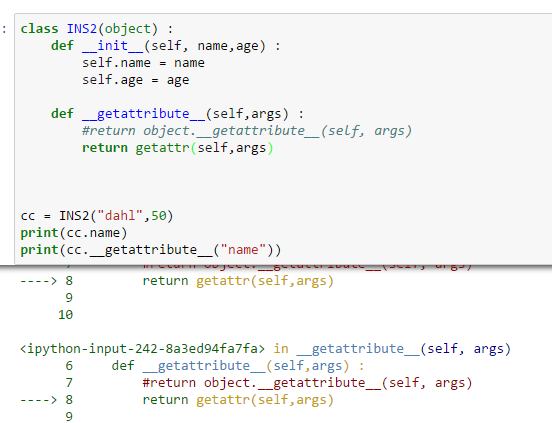 : class INS2(object) :
    def __init__(self, name,age) :
        self.name = name
        self.age = age
    def __getattribute__(self,args) :
        #return object.__getattribute__(self, args)
        return getattr(self,args)
cc = INS2("dahl",50)
print(cc.name)
print(cc.__getattribute__("name"))
----> 8         return getattr(self,args)
      9
     10
<ipython-input-242-8a3ed94fa7fa> in __getattribute__(self, args)
      6     def __getattribute__(self,args) :
      7         #return object.__getattribute__(self, args)
----> 8         return getattr(self,args)
      9